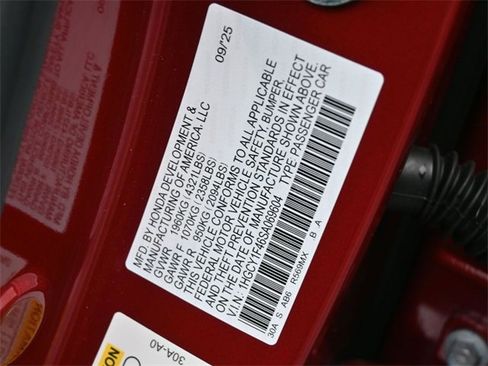 MFD. BY HONDA DEVELOPMENT &
MANUFACTURING OF AMERICA, LLC 09/25
GVWR 1960KG (4321LBS)
GAWR F 1070KG (2358LBS)
GAWR R 950KG (2094LBS)
THIS VEHICLE CONFORMS TO ALL APPLICABLE
FEDERAL MOTOR VEHICLE SAFETY, BUMPER,
AND THEFT PREVENTION STANDARDS IN EFFECT
ON THE DATE OF MANUFACTURE SHOWN ABOVE.
V.I.N. TYPE: PASSENGER CAR
30A S AB6 R569MX B A
30A-A0